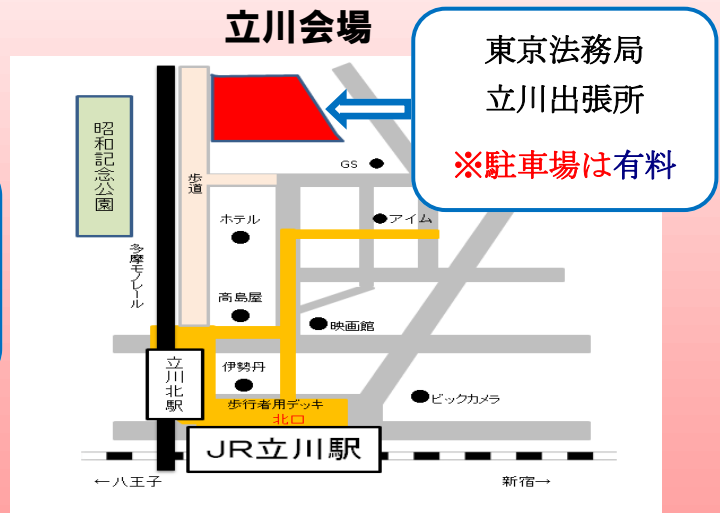 立川会場
東京法務局
立川出張所
※駐車場は有料
昭和記念公園
歩道
GS
ホテル
アイム
多摩モノレール
高島屋
映画館
立川北駅
伊勢丹
歩行者用デッキ
北口
ビックカメラ
JR立川駅
←八王子
新宿→